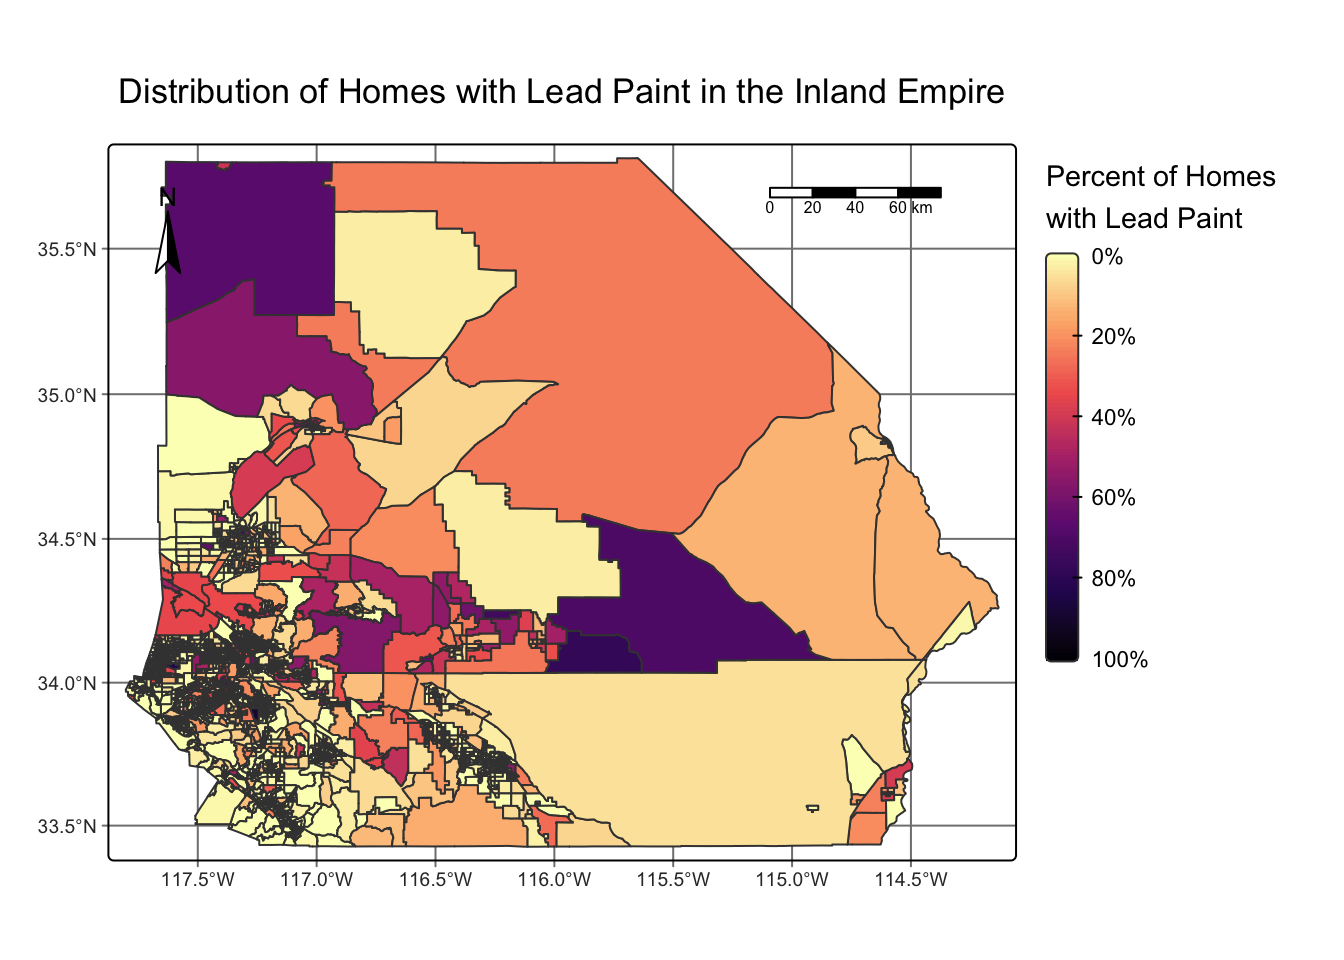 Distribution of Homes with Lead Paint in the Inland Empire
N
0 20 40 60 km
Percent of Homes
with Lead Paint
0%
20%
40%
60%
80%
100%
35.5°N
35.0°N
34.5°N
34.0°N
33.5°N
117.5°W 117.0°W 116.5°W 116.0°W 115.5°W 115.0°W 114.5°W